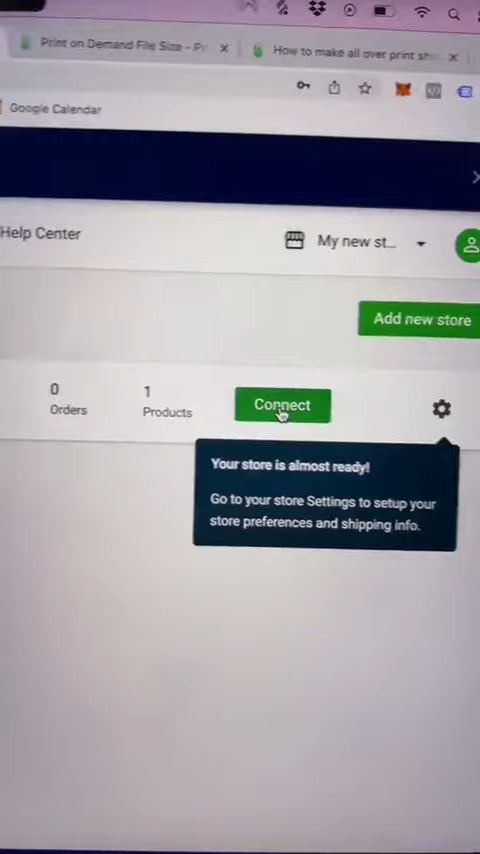 Print on Demand File Size - Pr
How to make all over print sh
Google Calendar
Help Center
My new st...
Add new store
0
Orders
1
Products
Connect
Your store is almost ready!
Go to your store Settings to setup your
store preferences and shipping info.